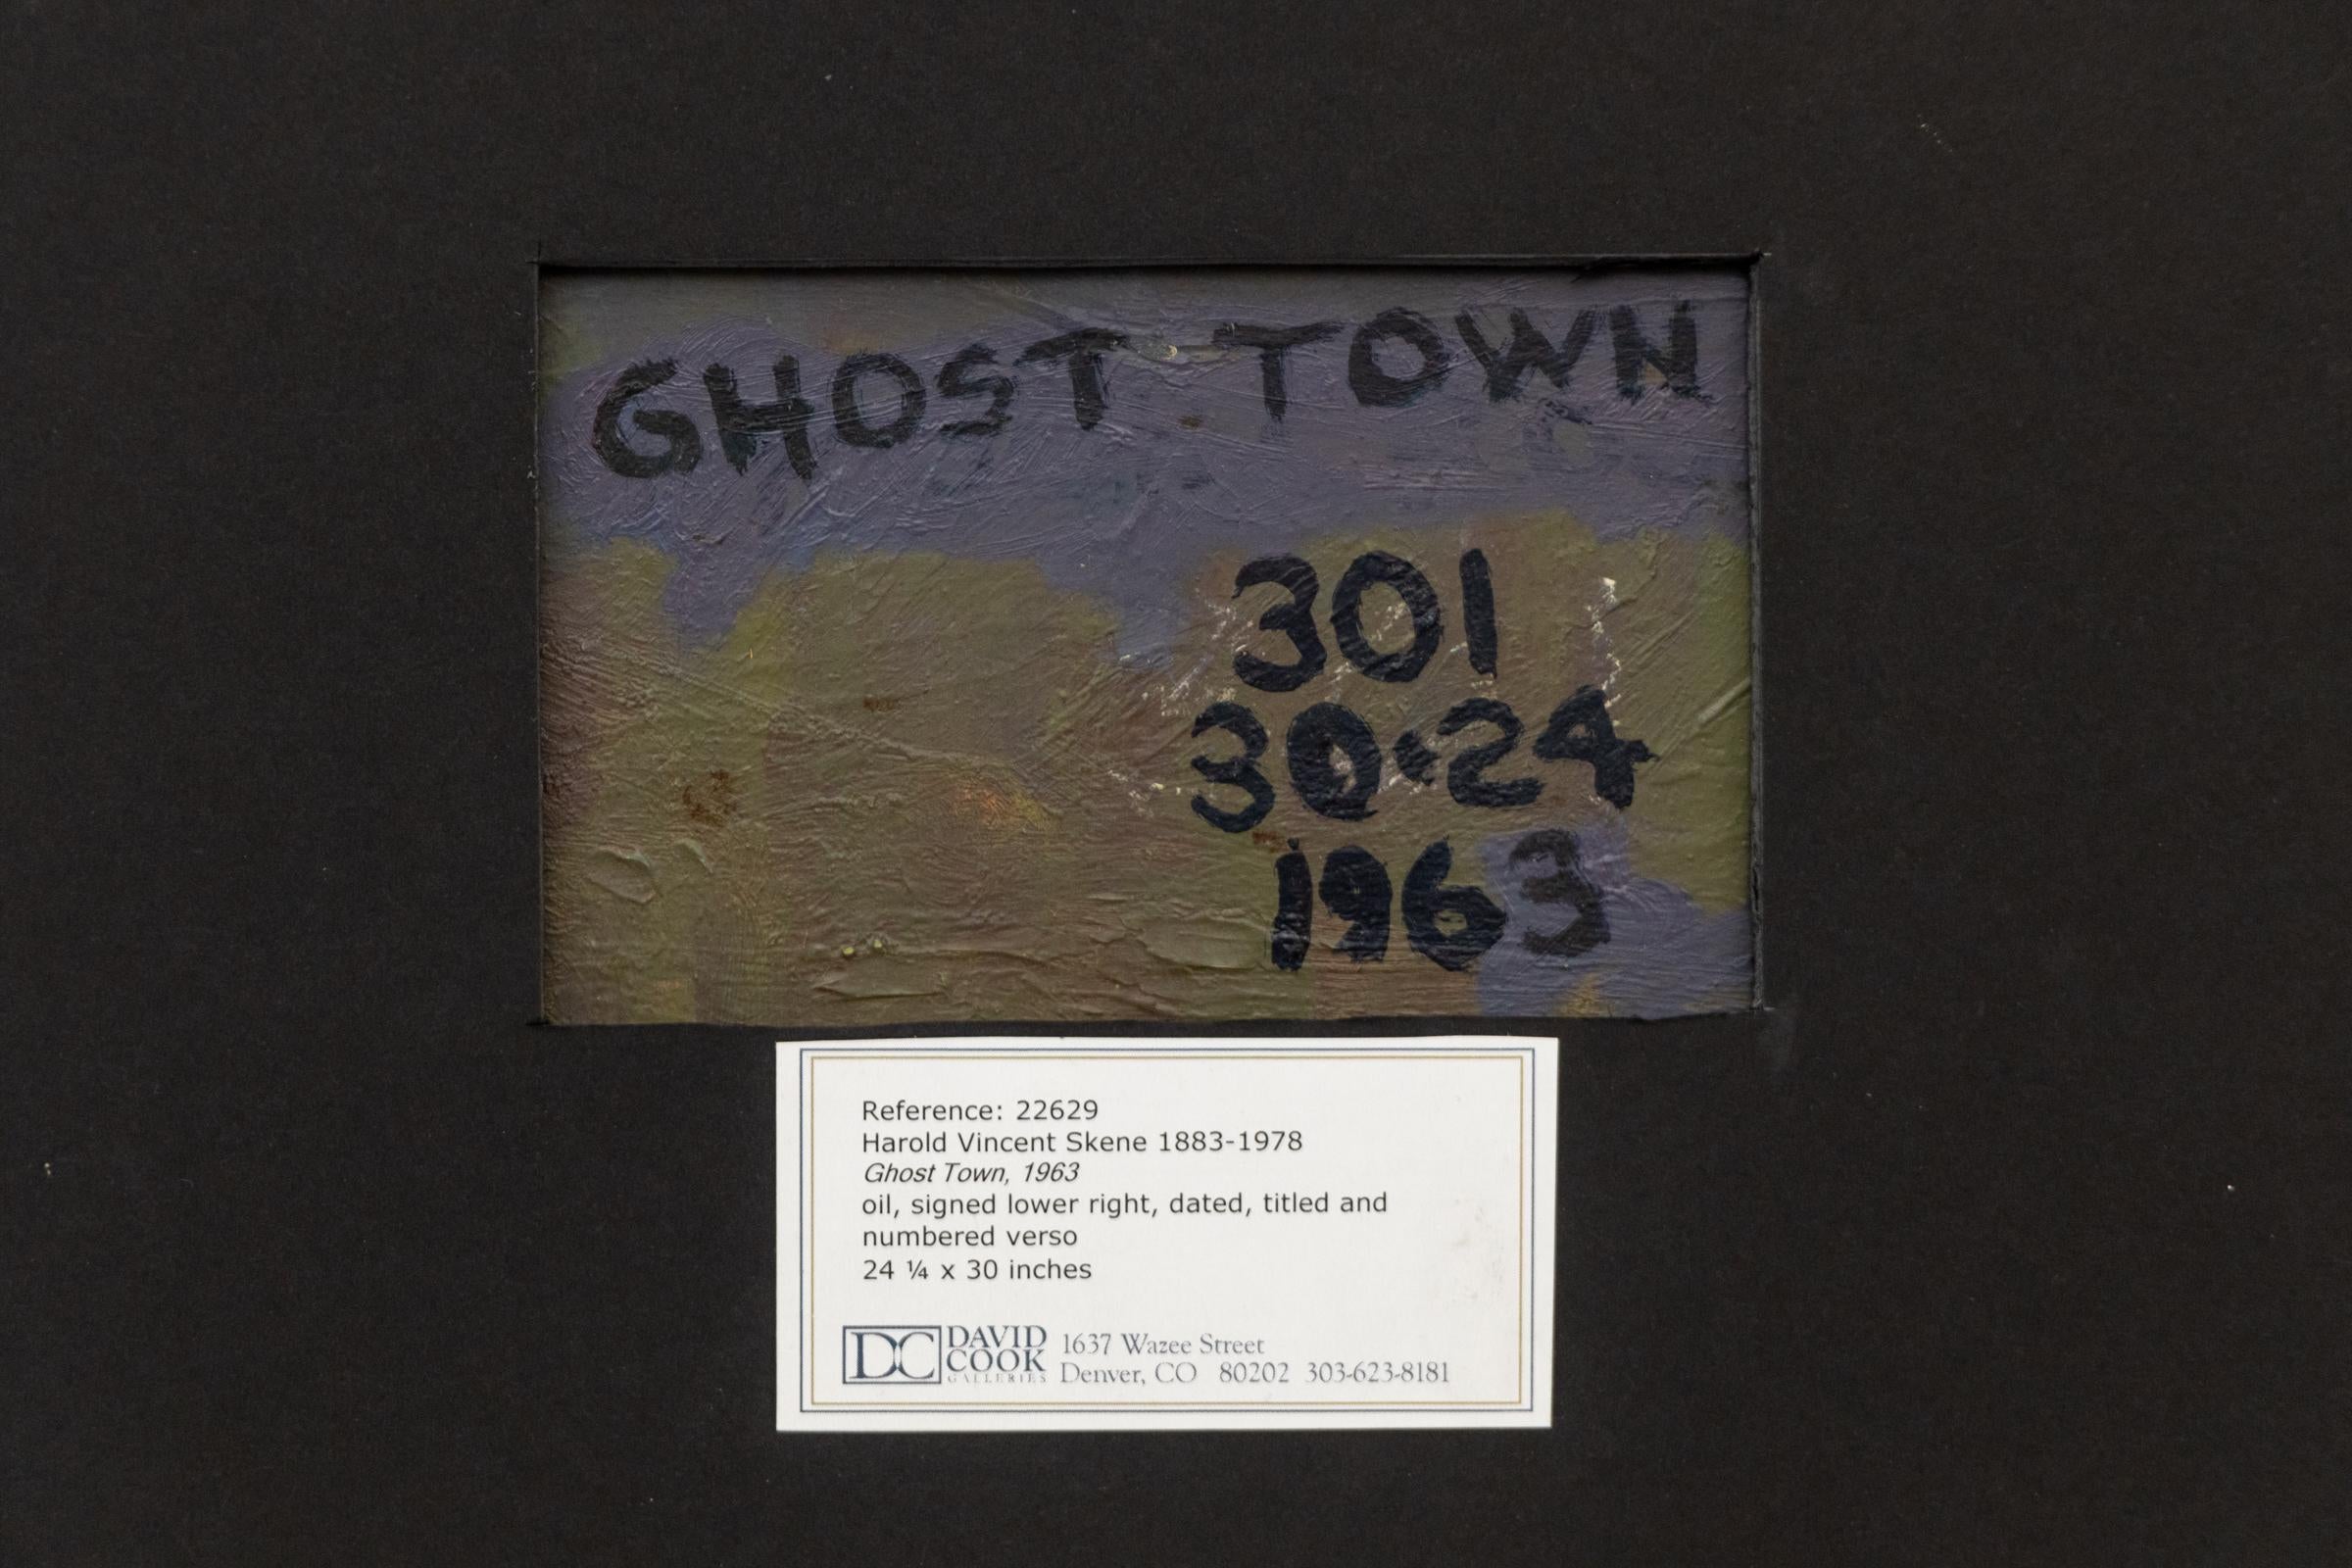 GHOST TOWN
301
30·24
1963
Reference: 22629
Harold Vincent Skene 1883-1978
Ghost Town, 1963
oil, signed lower right, dated, titled and
numbered verso
24 ¼ x 30 inches
DC DAVID COOK GALLERIES
1637 Wazee Street
Denver, CO 80202 303-623-8181